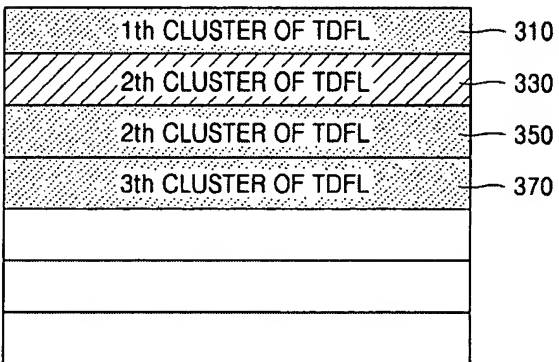 1th CLUSTER OF TDFL 310
2th CLUSTER OF TDFL 330
2th CLUSTER OF TDFL 350
3th CLUSTER OF TDFL 370